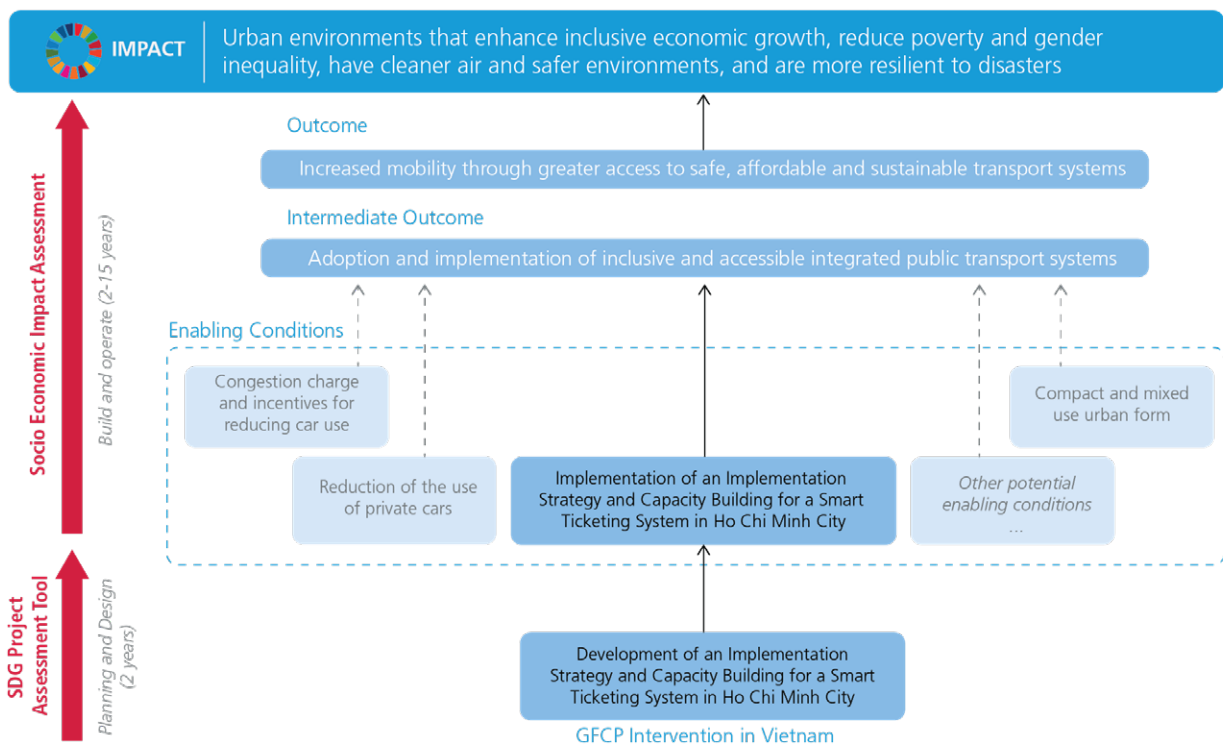 IMPACT
Urban environments that enhance inclusive economic growth, reduce poverty and gender
inequality, have cleaner air and safer environments, and are more resilient to disasters
Outcome
Increased mobility through greater access to safe, affordable and sustainable transport systems
Intermediate Outcome
Adoption and implementation of inclusive and accessible integrated public transport systems
Enabling Conditions
Congestion charge
and incentives for
reducing car use
Compact and mixed
use urban form
Reduction of the use
of private cars
Implementation of an Implementation
Strategy and Capacity Building for a Smart
Ticketing System in Ho Chi Minh City
Other potential
enabling conditions
...
Development of an Implementation
Strategy and Capacity Building for a Smart
Ticketing System in Ho Chi Minh City
GFCP Intervention in Vietnam
Socio Economic Impact Assessment
Build and operate (2-15 years)
SDG Project
Assessment Tool
Planning and Design
(2 years)